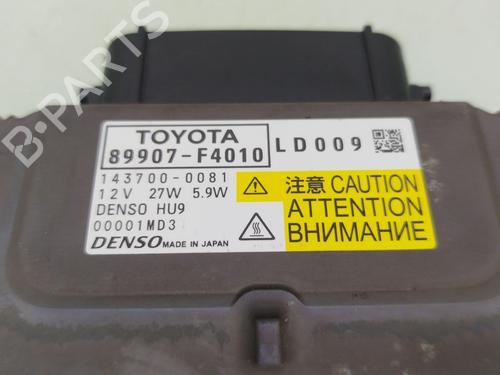 B-PARTS
TOYOTA
89907-F4010
LD009
143700-0081
12V 27W 5.9W
DENSO HU9
00001MD3
DENSO MADE IN JAPAN
注意 CAUTION
ATTENTION
ВНИМАНИЕ